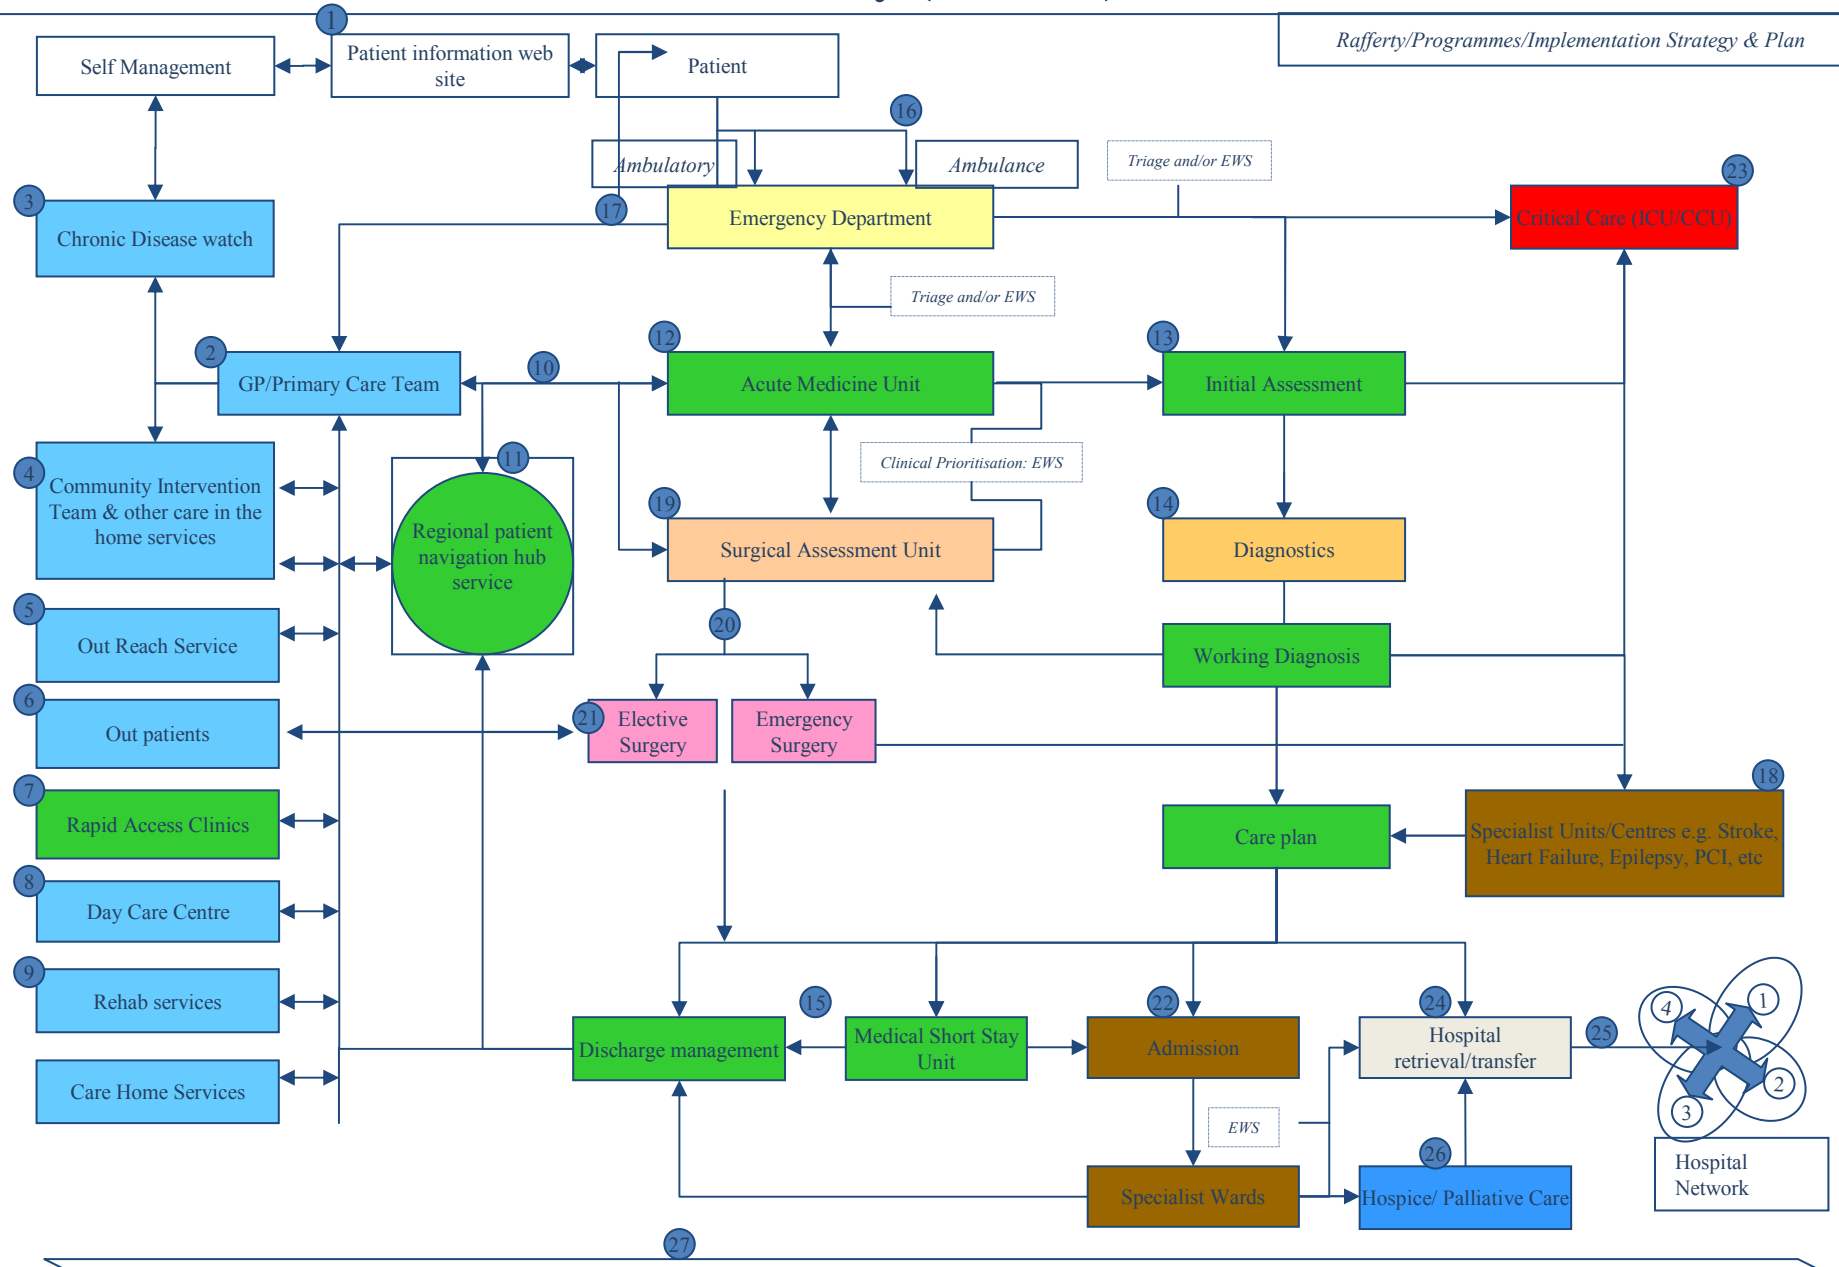 Rafferty/Programmes/Implementation Strategy & Plan
1
Self Management
Patient information web
site
Patient
16
Ambulatory
Ambulance
Triage and/or EWS
23
3
17
Emergency Department
Critical Care (ICU/CCU)
Chronic Disease watch
Triage and/or EWS
2
10
12
13
GP/Primary Care Team
Acute Medicine Unit
Initial Assessment
11
4
Clinical Prioritisation: EWS
Community Intervention
Team & other care in the
home services
19
14
Regional patient
navigation hub
service
Surgical Assessment Unit
Diagnostics
5
20
Out Reach Service
Working Diagnosis
6
21
Out patients
Elective
Surgery
Emergency
Surgery
7
18
Rapid Access Clinics
Care plan
Specialist Units/Centres e.g. Stroke,
Heart Failure, Epilepsy, PCI, etc
8
Day Care Centre
9
Rehab services
15
22
24
25
4
1
2
3
Discharge management
Medical Short Stay
Unit
Admission
Hospital
retrieval/transfer
Care Home Services
EWS
26
Hospital
Network
Specialist Wards
Hospice/ Palliative Care
27